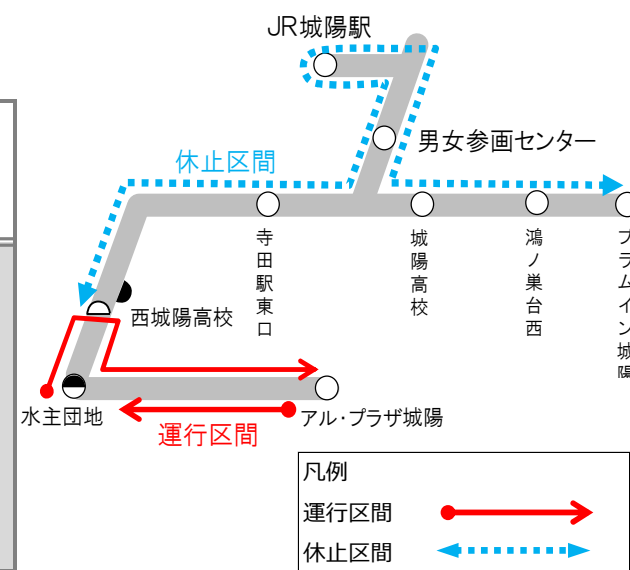 JR城陽駅
男女参画センター
休止区間
寺田駅東口
城陽高校
鴻ノ巣台西
プラムイン城陽
西城陽高校
水主団地
アル・プラザ城陽
運行区間
凡例
運行区間
休止区間